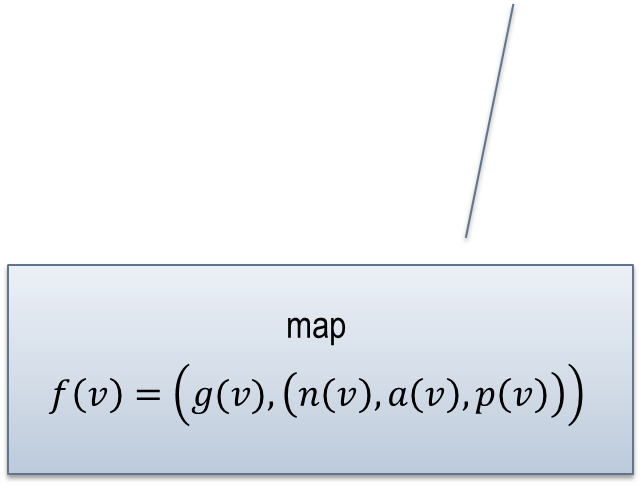 map
f(v) = (g(v), (n(v), a(v), p(v)))